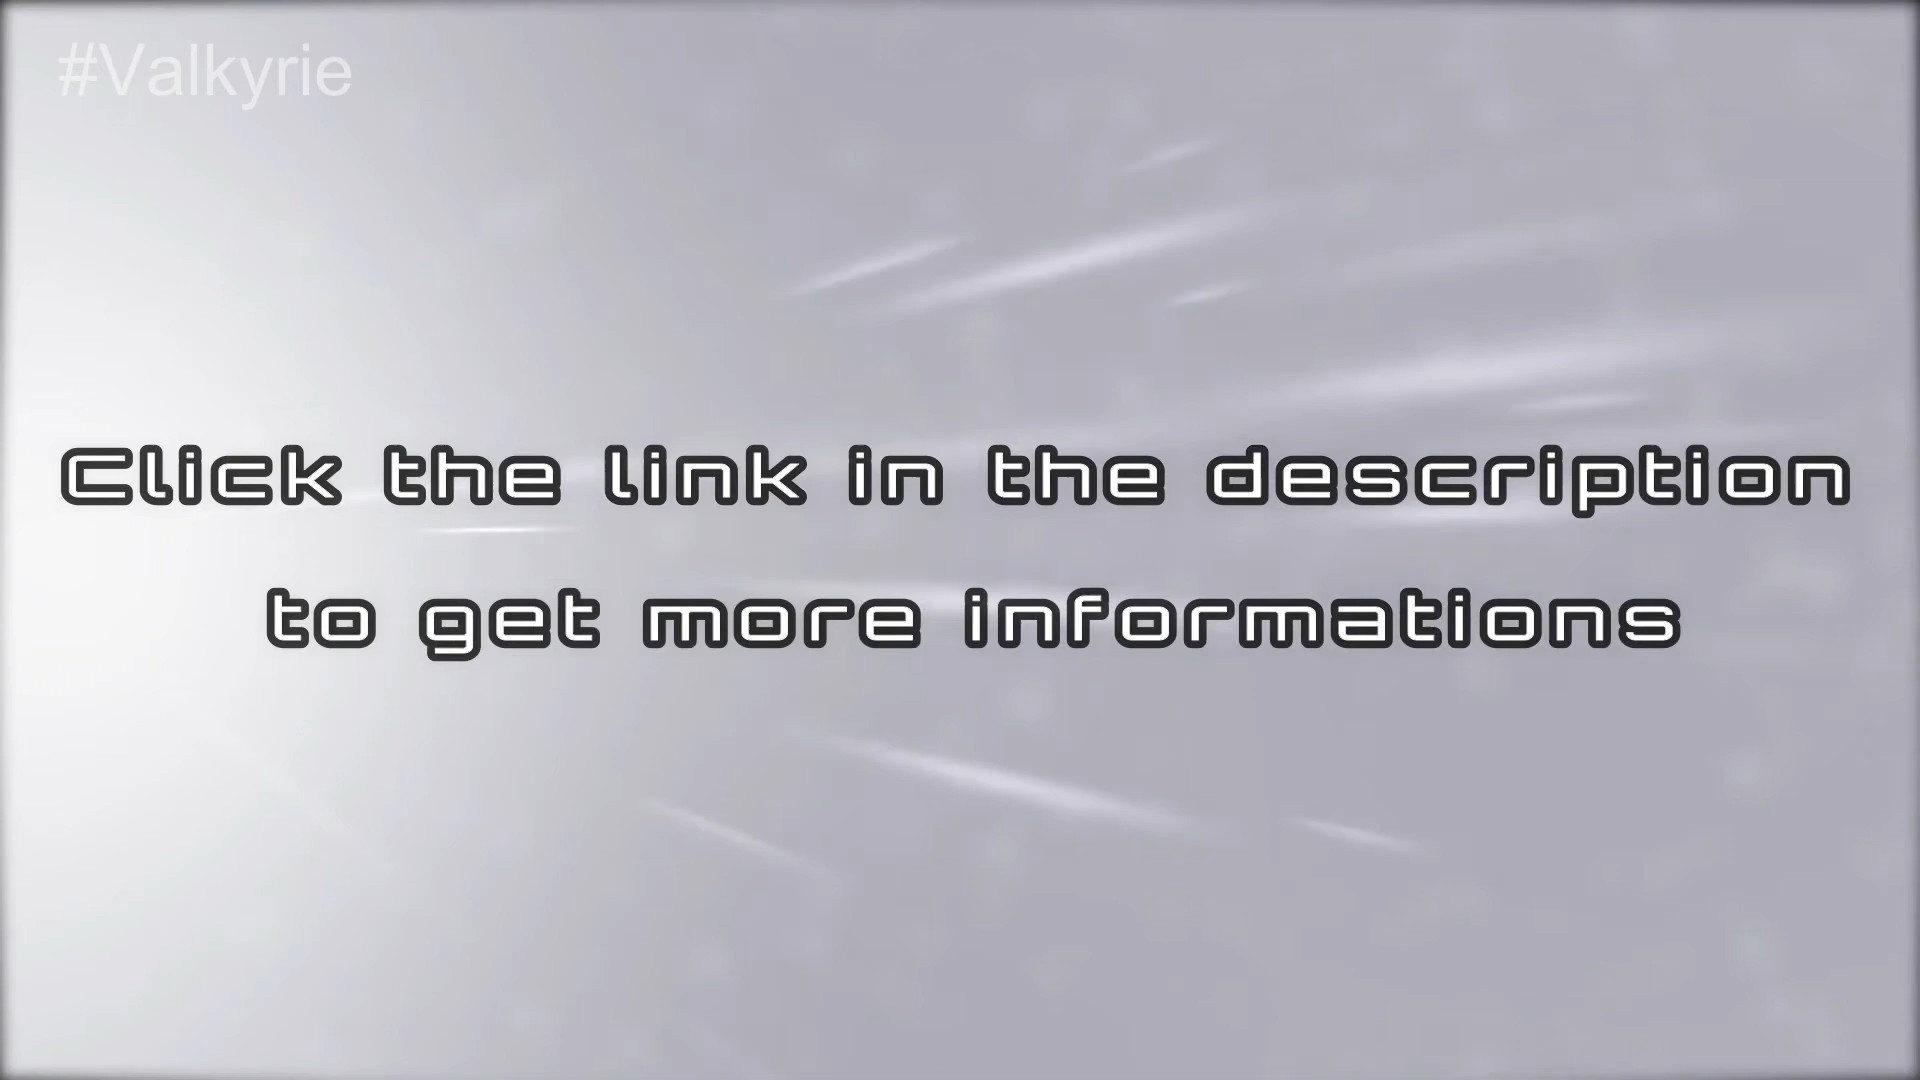 #Valkyrie
Click the link in the description
to get more informations